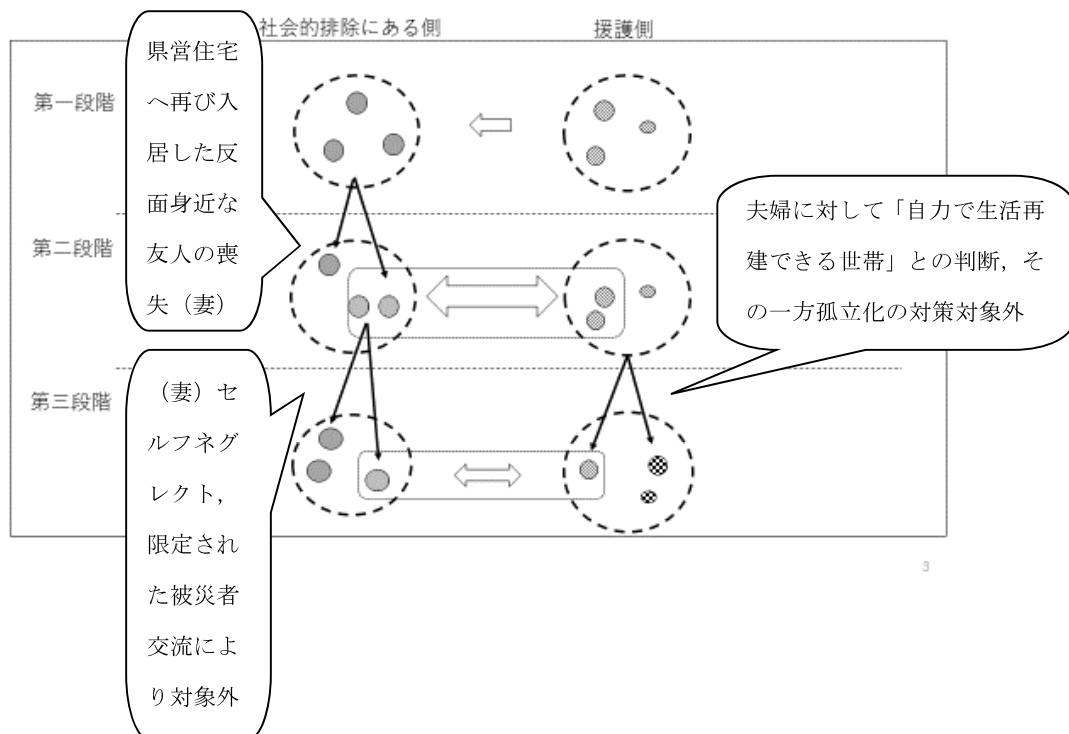 社会的排除にある側
援護側
第一段階
県営住宅
へ再び入
居した反
面身近な
友人の喪
失（妻）
第二段階
夫婦に対して「自力で生活再
建できる世帯」との判断，そ
の一方孤立化の対策対象外
第三段階
（妻）セ
ルフネグ
レクト，
限定され
た被災者
交流によ
り対象外
3